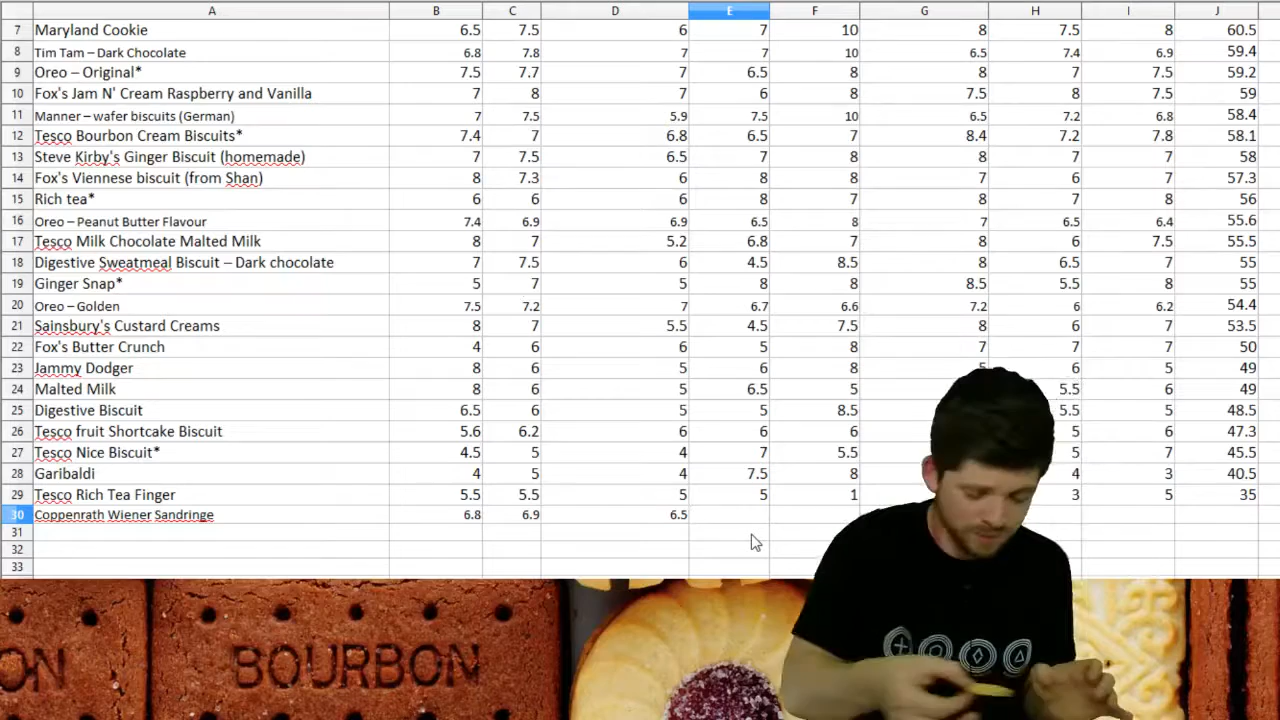 A B C D E F G H I J
7 Maryland Cookie 6.5 7.5 6 7 10 8 7.5 8 60.5
8 Tim Tam – Dark Chocolate 6.8 7.8 7 7 10 6.5 7.4 6.9 59.4
9 Oreo – Original* 7.5 7.7 7 6.5 8 8 7 7.5 59.2
10 Fox's Jam N' Cream Raspberry and Vanilla 7 8 7 6 8 7.5 8 7.5 59
11 Manner – wafer biscuits (German) 7 7.5 5.9 7.5 10 6.5 7.2 6.8 58.4
12 Tesco Bourbon Cream Biscuits* 7.4 7 6.8 6.5 7 8.4 7.2 7.8 58.1
13 Steve Kirby's Ginger Biscuit (homemade) 7 7.5 6.5 7 8 8 7 7 58
14 Fox's Viennese biscuit (from Shan) 8 7.3 6 8 8 7 6 7 57.3
15 Rich tea* 6 6 6 8 7 8 7 8 56
16 Oreo – Peanut Butter Flavour 7.4 6.9 6.9 6.5 8 7 6.5 6.4 55.6
17 Tesco Milk Chocolate Malted Milk 8 7 5.2 6.8 7 8 6 7.5 55.5
18 Digestive Sweatmeal Biscuit – Dark chocolate 7 7.5 6 4.5 8.5 8 6.5 7 55
19 Ginger Snap* 5 7 5 8 8 8.5 5.5 8 55
20 Oreo – Golden 7.5 7.2 7 6.7 6.6 7.2 6 6.2 54.4
21 Sainsbury's Custard Creams 8 7 5.5 4.5 7.5 8 6 7 53.5
22 Fox's Butter Crunch 4 6 6 5 8 7 7 7 50
23 Jammy Dodger 8 6 5 6 8 6 5 49
24 Malted Milk 8 6 5 6.5 5 5.5 6 49
25 Digestive Biscuit 6.5 6 5 5 8.5 5.5 5 48.5
26 Tesco fruit Shortcake Biscuit 5.6 6.2 6 6 6 5 6 47.3
27 Tesco Nice Biscuit* 4.5 5 4 7 5.5 5 7 45.5
28 Garibaldi 4 5 4 7.5 8 4 3 40.5
29 Tesco Rich Tea Finger 5.5 5.5 5 5 1 3 5 35
30 Coppenrath Wiener Sandringe 6.8 6.9 6.5
31
32
33
ON BOURBON